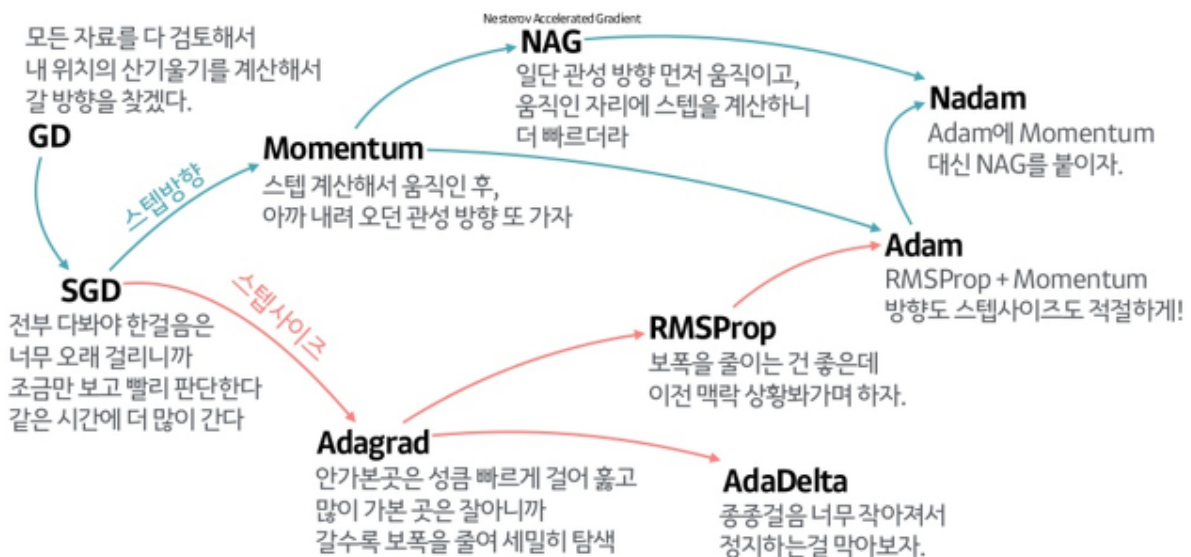 모든 자료를 다 검토해서
내 위치의 산기울기를 계산해서
갈 방향을 찾겠다.
GD
스텝방향
Momentum
스텝 계산해서 움직인 후,
아까 내려 오던 관성 방향 또 가자
Nesterov Accelerated Gradient
NAG
일단 관성 방향 먼저 움직이고,
움직인 자리에 스텝을 계산하니
더 빠르더라
Nadam
Adam에 Momentum
대신 NAG를 붙이자.
Adam
RMSProp + Momentum
방향도 스텝사이즈도 적절하게!
SGD
전부 다봐야 한걸음은
너무 오래 걸리니까
조금만 보고 빨리 판단한다
같은 시간에 더 많이 간다
스텝사이즈
RMSProp
보폭을 줄이는 건 좋은데
이전 맥락 상황봐가며 하자.
Adagrad
안가본곳은 성큼 빠르게 걸어 훑고
많이 가본 곳은 잘아니까
갈수록 보폭을 줄여 세밀히 탐색
AdaDelta
종종걸음 너무 작아져서
정지하는걸 막아보자.